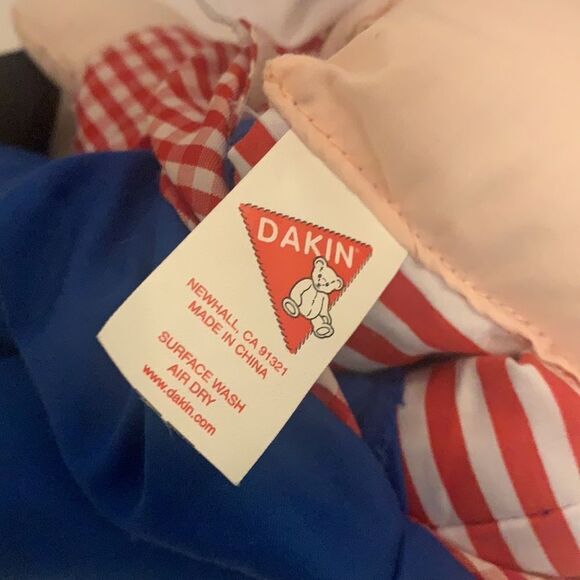 DAKIN®
NEWHALL, CA 91321
MADE IN CHINA
SURFACE WASH
AIR DRY
www.dakin.com